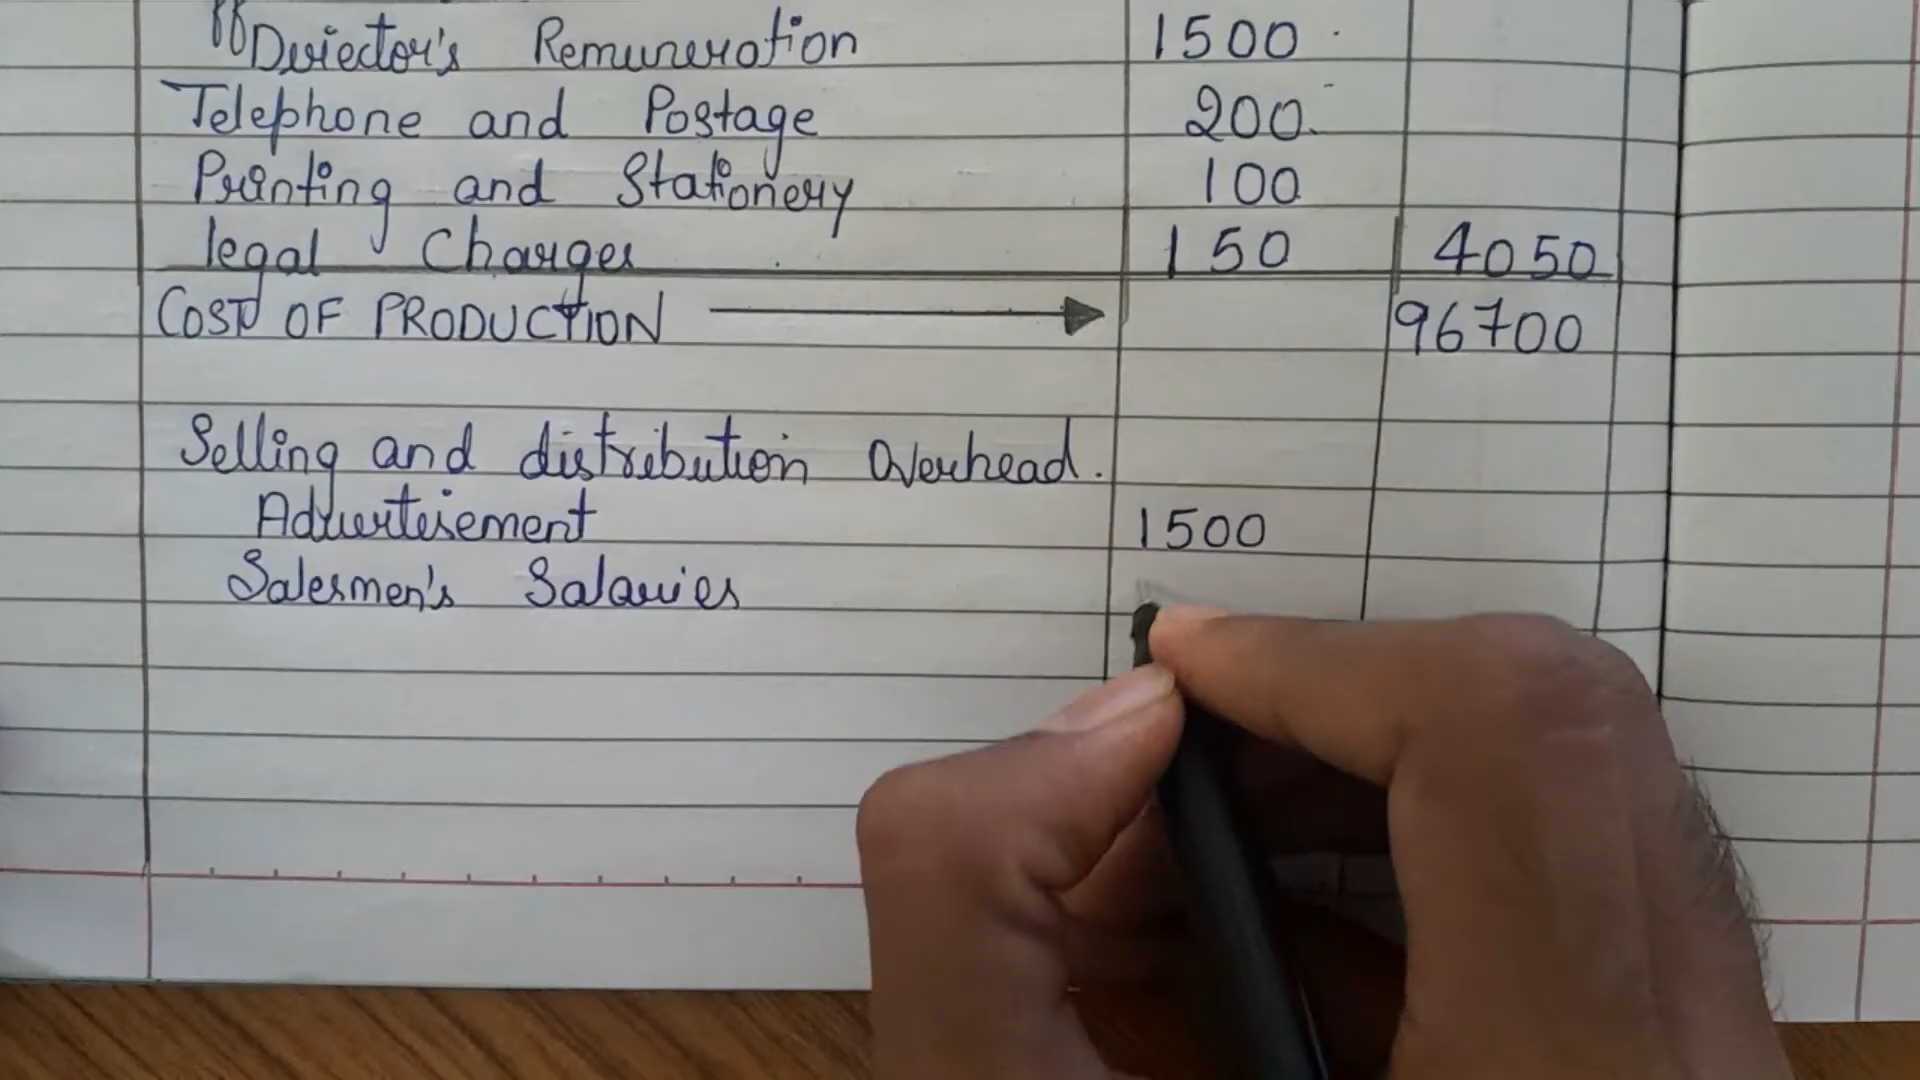 Director's Remuneration 1500
Telephone and Postage 200
Printing and Stationery 100
legal Charges 150 4050
COST OF PRODUCTION 96700
Selling and distribution Overhead.
Advertisement 1500
Salesmen's Salaries